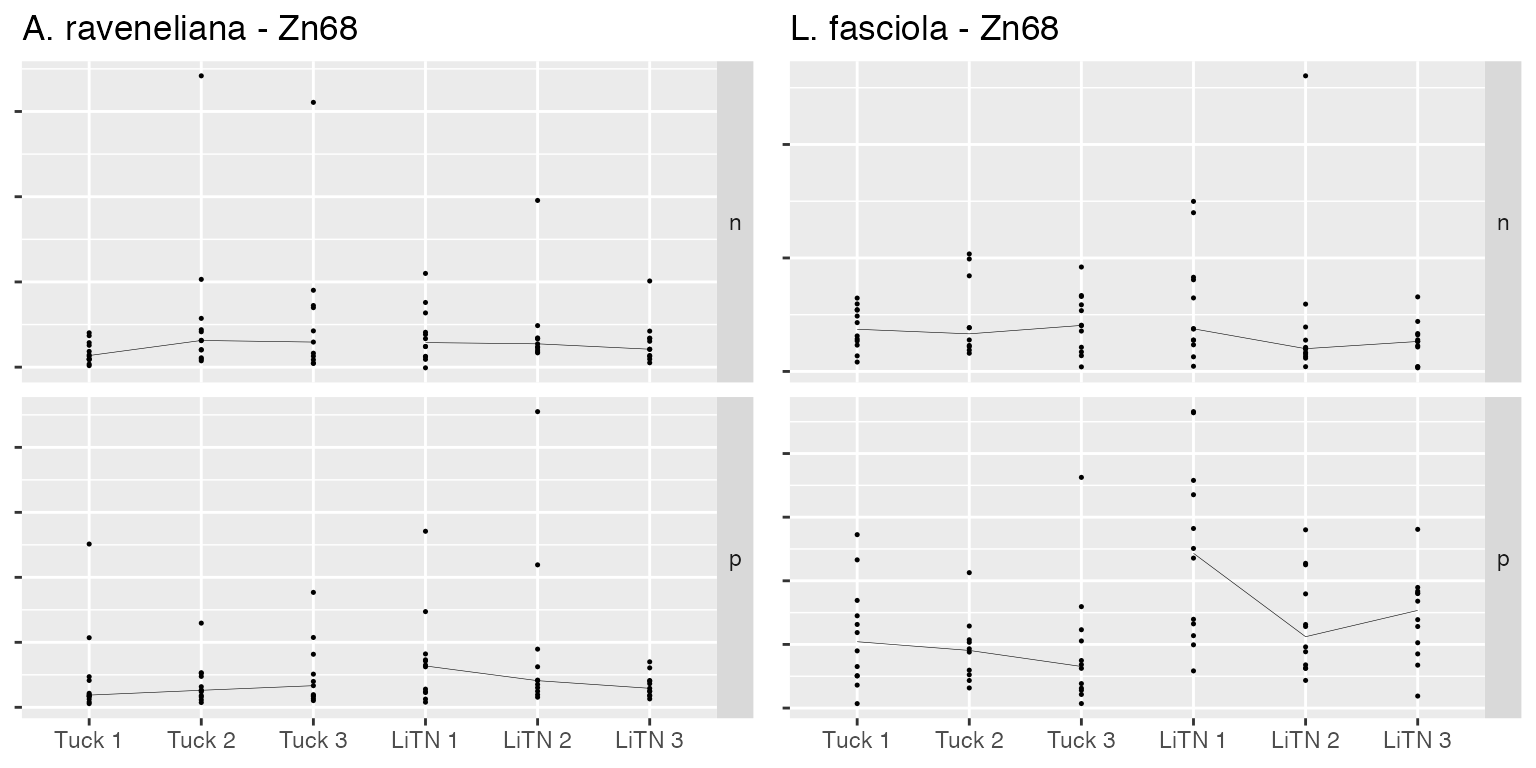 A. raveneliana - Zn68
L. fasciola - Zn68
n
n
p
p
Tuck 1 Tuck 2 Tuck 3 LiTN 1 LiTN 2 LiTN 3
Tuck 1 Tuck 2 Tuck 3 LiTN 1 LiTN 2 LiTN 3